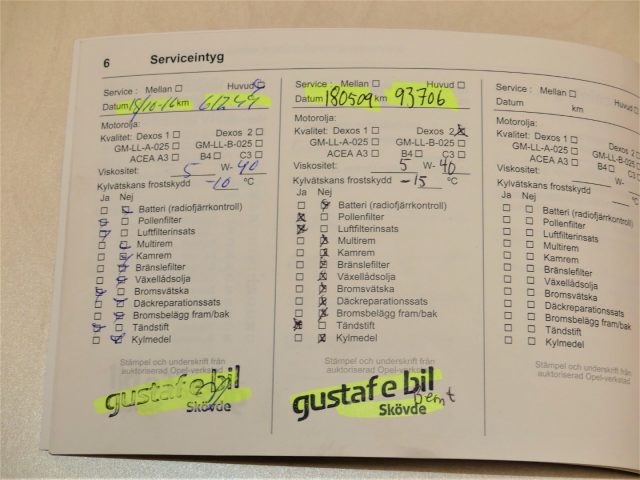 6 Serviceintyg
Service : Mellan Huvud
Datum 18/10-16 km
Motorolja:
Kvalitet: Dexos 1 Dexos 2
GM-LL-A-025 GM-LL-B-025
ACEA A3 B4 C3
Viskositet: 5 W- 40
Kylvätskans frostskydd -10 °C
Ja Nej
Batteri (radiofjärrkontroll)
Pollenfilter
Luftfilterinsats
Multirem
Kamrem
Bränslefilter
Växellådsolja
Bromsvätska
Däckreparationssats
Bromsbelägg fram/bak
Tändstift
Kylmedel
Stämpel och underskrift från
auktoriserad Opel-verkstad
gustaf e bil
Skövde
Service : Mellan Huvud
Datum 180509 km 93706
Motorolja:
Kvalitet: Dexos 1 Dexos 2
GM-LL-A-025 GM-LL-B-025
ACEA A3 B4 C3
Viskositet: 5 W- 40
Kylvätskans frostskydd -15 °C
Ja Nej
Batteri (radiofjärrkontroll)
Pollenfilter
Luftfilterinsats
Multirem
Kamrem
Bränslefilter
Växellådsolja
Bromsvätska
Däckreparationssats
Bromsbelägg fram/bak
Tändstift
Kylmedel
Stämpel och underskrift från
auktoriserad Opel-verkstad
gustaf e bil
Skövde Bernt
Service : Mellan
Datum km
Motorolja:
Kvalitet: Dexos 1
GM-LL-A-025
ACEA A3
Viskositet:
Kylvätskans frostskydd
Ja Nej
Batteri (radiofjärrkontroll)
Pollenfilter
Luftfilterinsats
Multirem
Kamrem
Bränslefilter
Växellådsolja
Bromsvätska
Däckreparationssats
Bromsbelägg fram/bak
Tändstift
Kylmedel
Stämpel och underskrift från
auktoriserad Opel-verkstad